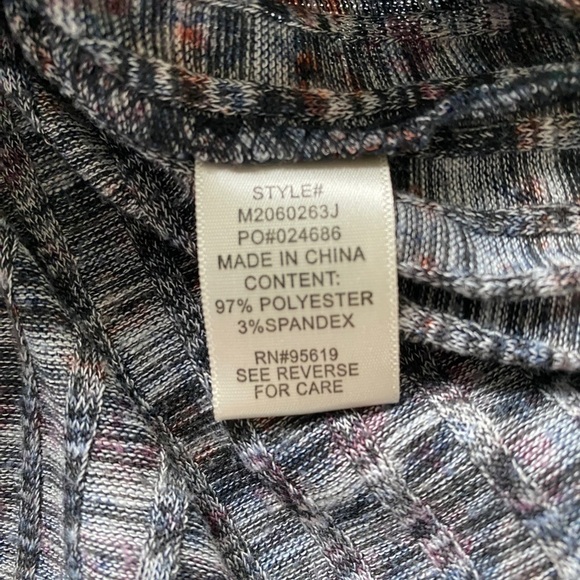 STYLE#
M2060263J
PO#024686
MADE IN CHINA
CONTENT:
97% POLYESTER
3%SPANDEX
RN#95619
SEE REVERSE
FOR CARE